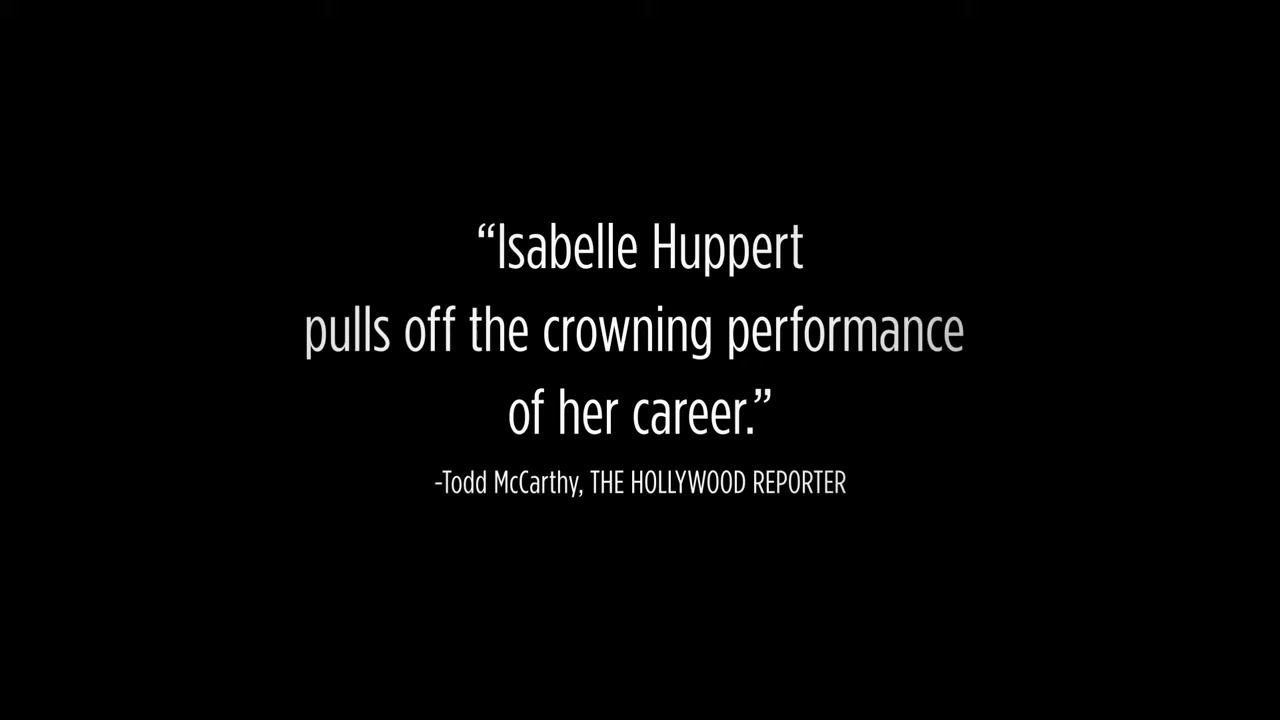 “Isabelle Huppert
pulls off the crowning performance
of her career.”
-Todd McCarthy, THE HOLLYWOOD REPORTER